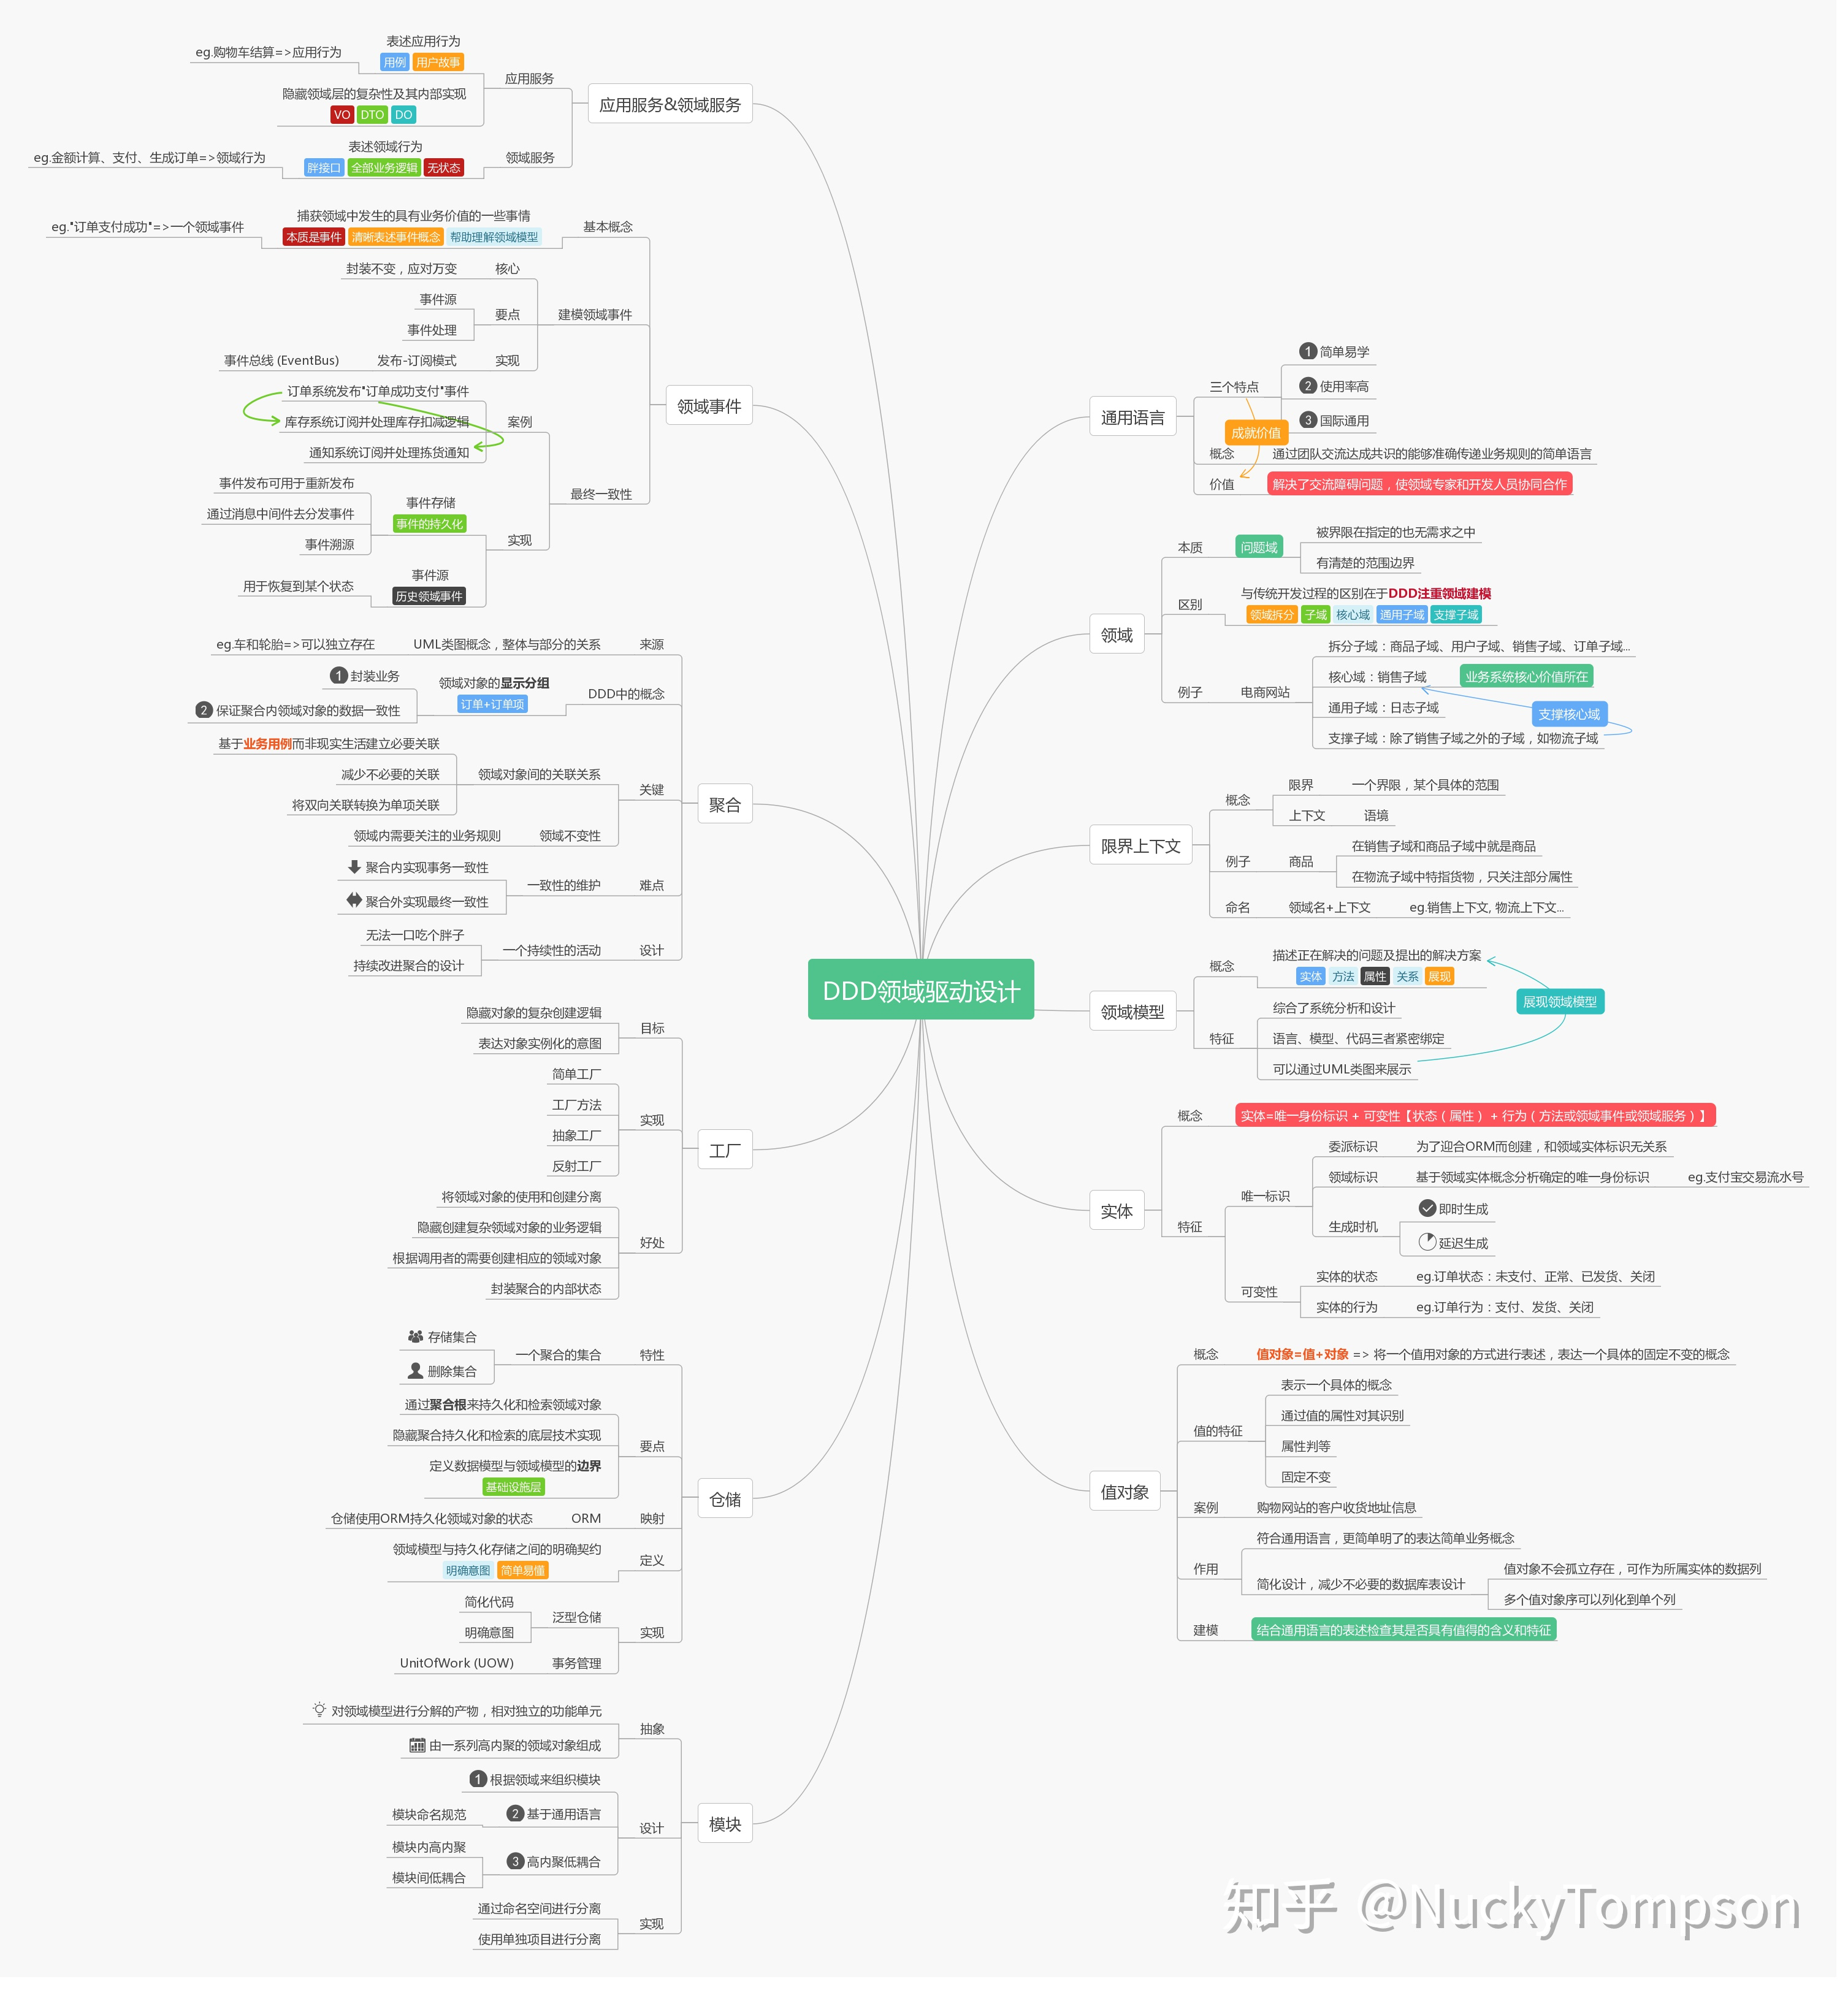 DDD领域驱动设计
通用语言
三个特点
1 简单易学
2 使用率高
3 国际通用
成就价值
概念
通过团队交流达成共识的能够准确传递业务规则的简单语言
价值
解决了交流障碍问题，使领域专家和开发人员协同合作
领域
本质
问题域
被界限在指定的也无需求之中
有清楚的范围边界
区别
与传统开发过程的区别在于DDD注重领域建模
领域拆分 子域 核心域 通用子域 支撑子域
例子
电商网站
拆分子域：商品子域、用户子域、销售子域、订单子域...
核心域：销售子域
业务系统核心价值所在
通用子域：日志子域
支撑核心域
支撑子域：除了销售子域之外的子域，如物流子域
限界上下文
概念
限界
一个界限，某个具体的范围
上下文
语境
例子
商品
在销售子域和商品子域中就是商品
在物流子域中特指货物，只关注部分属性
命名
领域名+上下文
eg.销售上下文, 物流上下文...
领域模型
概念
描述正在解决的问题及提出的解决方案
实体 方法 属性 关系 展现
展现领域模型
特征
综合了系统分析和设计
语言、模型、代码三者紧密绑定
可以通过UML类图来展示
实体
概念
实体=唯一身份标识 + 可变性【状态（属性） + 行为（方法或领域事件或领域服务）】
特征
唯一标识
委派标识
为了迎合ORM而创建，和领域实体标识无关系
领域标识
基于领域实体概念分析确定的唯一身份标识
eg.支付宝交易流水号
生成时机
即时生成
延迟生成
可变性
实体的状态
eg.订单状态：未支付、正常、已发货、关闭
实体的行为
eg.订单行为：支付、发货、关闭
值对象
概念
值对象=值+对象 => 将一个值用对象的方式进行表述，表达一个具体的固定不变的概念
值的特征
表示一个具体的概念
通过值的属性对其识别
属性判等
固定不变
案例
购物网站的客户收货地址信息
作用
符合通用语言，更简单明了的表达简单业务概念
简化设计，减少不必要的数据库表设计
值对象不会孤立存在，可作为所属实体的数据列
多个值对象序可以列化到单个列
建模
结合通用语言的表述检查其是否具有值得的含义和特征
应用服务&领域服务
应用服务
表述应用行为
用例 用户故事
eg.购物车结算=>应用行为
隐藏领域层的复杂性及其内部实现
VO DTO DO
领域服务
表述领域行为
胖接口 全部业务逻辑 无状态
eg.金额计算、支付、生成订单=>领域行为
领域事件
基本概念
捕获领域中发生的具有业务价值的一些事情
本质是事件 清晰表述事件概念 帮助理解领域模型
eg."订单支付成功"=>一个领域事件
建模领域事件
核心
封装不变，应对万变
要点
事件源
事件处理
实现
发布-订阅模式
事件总线 (EventBus)
最终一致性
案例
订单系统发布"订单成功支付"事件
库存系统订阅并处理库存扣减逻辑
通知系统订阅并处理拣货通知
实现
事件存储
事件的持久化
事件发布可用于重新发布
通过消息中间件去分发事件
事件溯源
事件源
历史领域事件
用于恢复到某个状态
聚合
来源
UML类图概念，整体与部分的关系
eg.车和轮胎=>可以独立存在
DDD中的概念
领域对象的显示分组
订单+订单项
1 封装业务
2 保证聚合内领域对象的数据一致性
关键
领域对象间的关联关系
基于业务用例而非现实生活建立必要关联
减少不必要的关联
将双向关联转换为单项关联
领域不变性
领域内需要关注的业务规则
难点
一致性的维护
聚合内实现事务一致性
聚合外实现最终一致性
设计
一个持续性的活动
无法一口吃个胖子
持续改进聚合的设计
工厂
目标
隐藏对象的复杂创建逻辑
表达对象实例化的意图
实现
简单工厂
工厂方法
抽象工厂
反射工厂
好处
将领域对象的使用和创建分离
隐藏创建复杂领域对象的业务逻辑
根据调用者的需要创建相应的领域对象
封装聚合的内部状态
仓储
特性
一个聚合的集合
存储集合
删除集合
要点
通过聚合根来持久化和检索领域对象
隐藏聚合持久化和检索的底层技术实现
定义数据模型与领域模型的边界
基础设施层
映射
ORM
仓储使用ORM持久化领域对象的状态
定义
领域模型与持久化存储之间的明确契约
明确意图 简单易懂
实现
泛型仓储
简化代码
明确意图
事务管理
UnitOfWork (UOW)
模块
抽象
对领域模型进行分解的产物，相对独立的功能单元
由一系列高内聚的领域对象组成
设计
1 根据领域来组织模块
2 基于通用语言
模块命名规范
3 高内聚低耦合
模块内高内聚
模块间低耦合
实现
通过命名空间进行分离
使用单独项目进行分离
知乎 @NuckyTompson